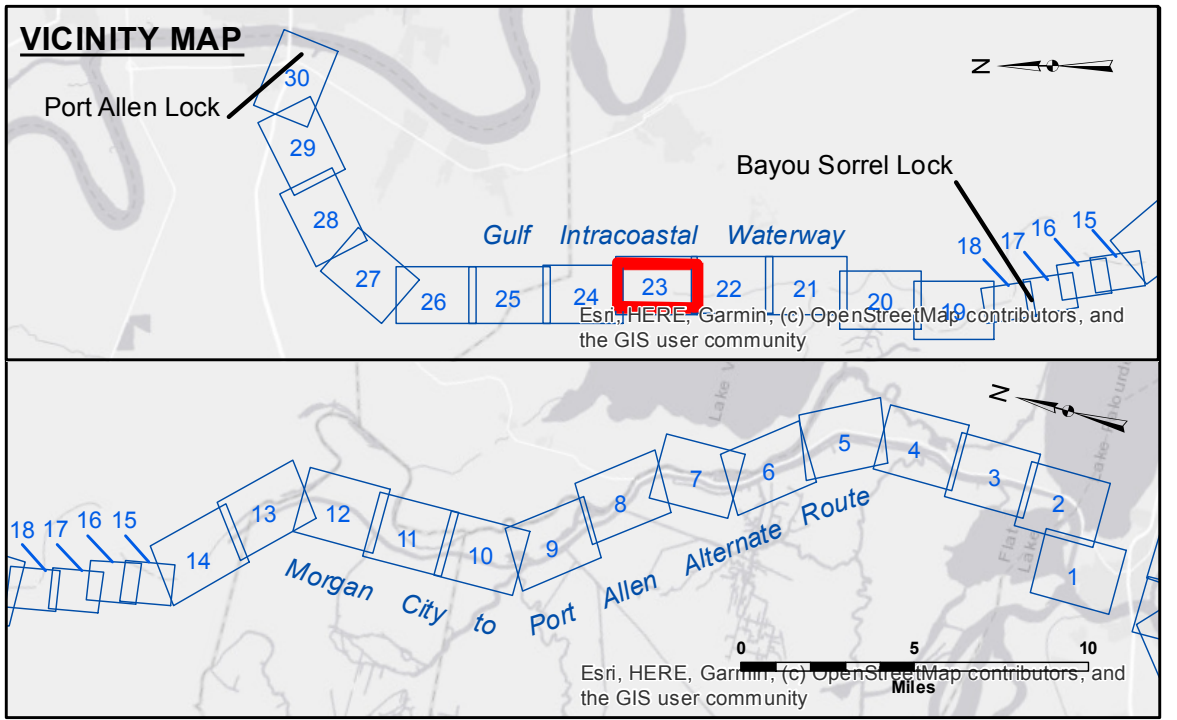 VICINITY MAP
Port Allen Lock
N
Bayou Sorrel Lock
Gulf Intracoastal Waterway
30
29
28
27
26
25
24
23
22
21
20
19
18
17
16
15
Esri, HERE, Garmin, (c) OpenStreetMap contributors, and
the GIS user community
N
18
17
16
15
14
13
12
11
10
9
8
7
6
5
4
3
2
1
Morgan City to Port Allen Alternate Route
Flat
Lake
0 5 10
Miles
Esri, HERE, Garmin, (c) OpenStreetMap contributors, and
the GIS user community